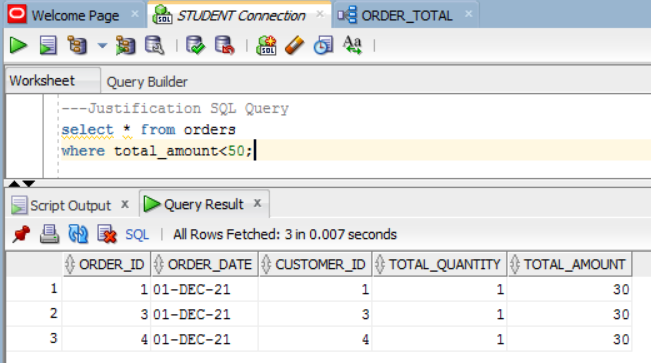 Welcome Page × STUDENT Connection × ORDER_TOTAL ×
SQL Aa
Worksheet Query Builder
---Justification SQL Query
select * from orders
where total_amount<50;
Script Output x Query Result x
SQL | All Rows Fetched: 3 in 0.007 seconds
ORDER_ID ORDER_DATE CUSTOMER_ID TOTAL_QUANTITY TOTAL_AMOUNT
1 1 01-DEC-21 1 1 30
2 3 01-DEC-21 3 1 30
3 4 01-DEC-21 4 1 30